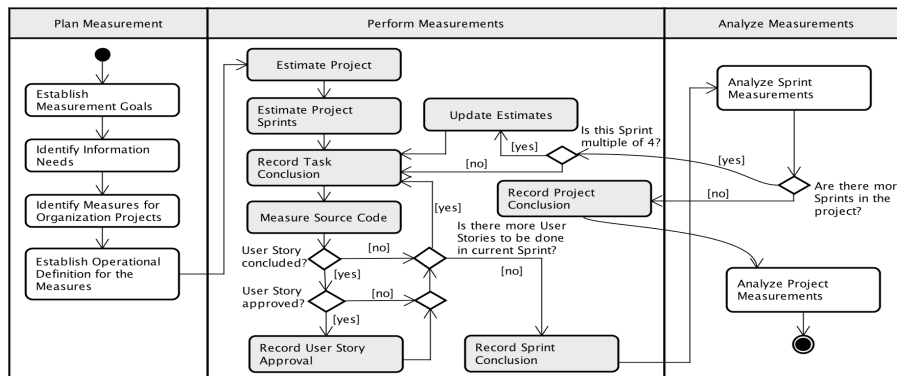 Plan Measurement
Perform Measurements
Analyze Measurements
Establish
Measurement Goals
Identify Information
Needs
Identify Measures for
Organization Projects
Establish Operational
Definition for the
Measures
Estimate Project
Estimate Project
Sprints
Update Estimates
Is this Sprint
multiple of 4?
[yes]
[no]
Record Task
Conclusion
Record Project
Conclusion
Measure Source Code
[yes]
Is there more User
Stories to be done
in current Sprint?
User Story
concluded?
[no]
[yes]
[no]
User Story
approved?
[no]
[yes]
Record User Story
Approval
Record Sprint
Conclusion
Analyze Sprint
Measurements
[yes]
[no]
Are there mor
Sprints in the
project?
Analyze Project
Measurements